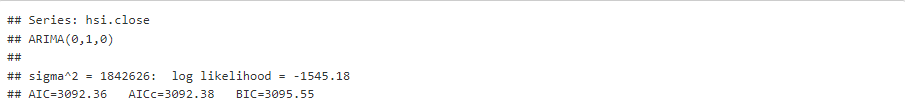 ## Series: hsi.close
## ARIMA(0,1,0)
##
## sigma^2 = 1842626:  log likelihood = -1545.18
## AIC=3092.36   AICc=3092.38   BIC=3095.55